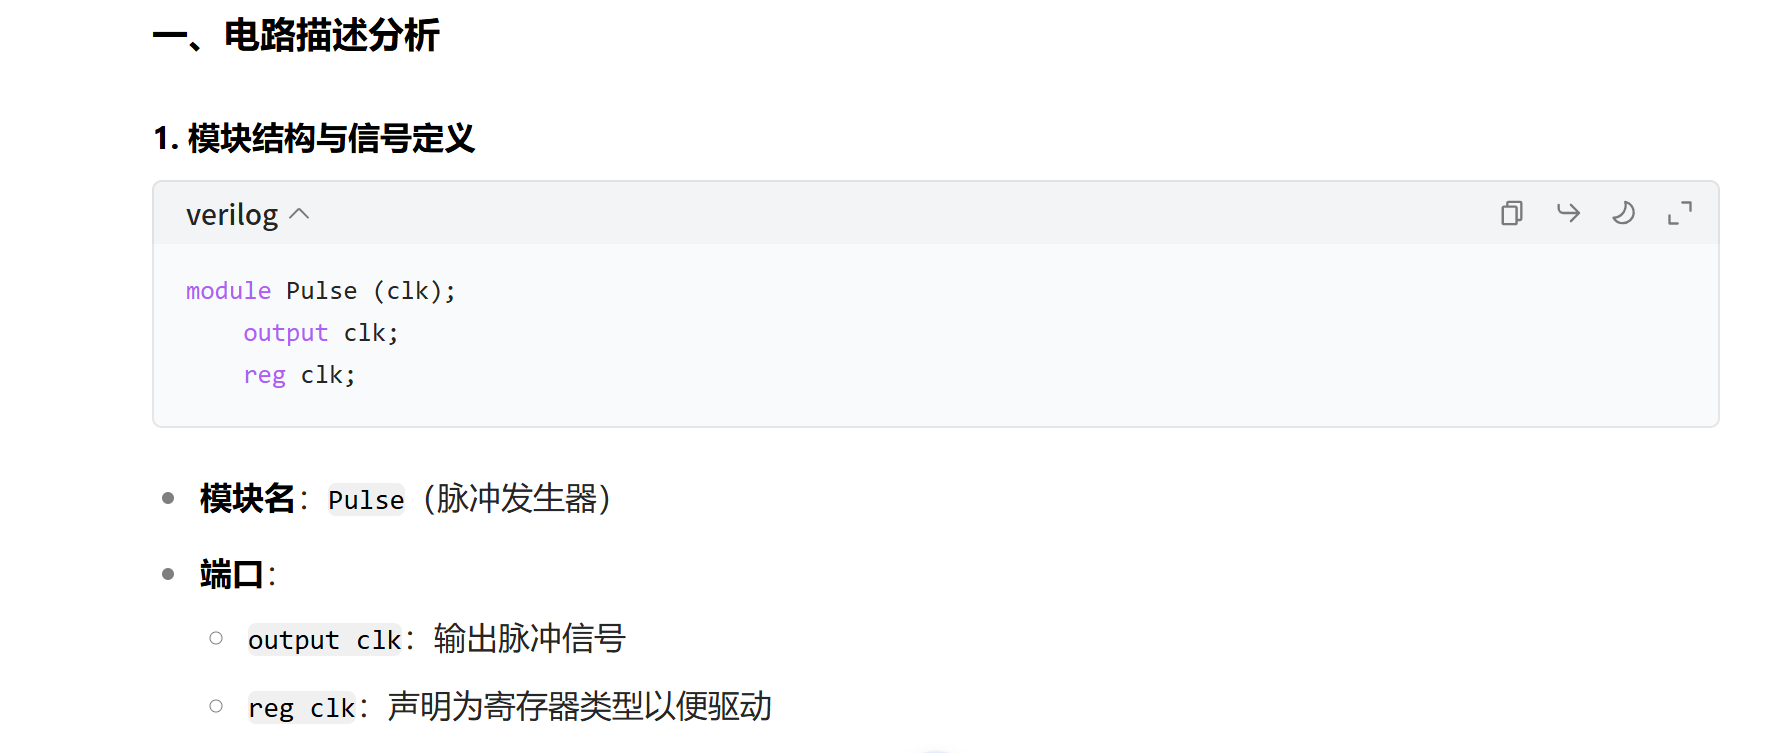 一、电路描述分析
1. 模块结构与信号定义
verilog
module Pulse (clk);
    output clk;
    reg clk;
模块名：Pulse（脉冲发生器）
端口：
output clk：输出脉冲信号
reg clk：声明为寄存器类型以便驱动